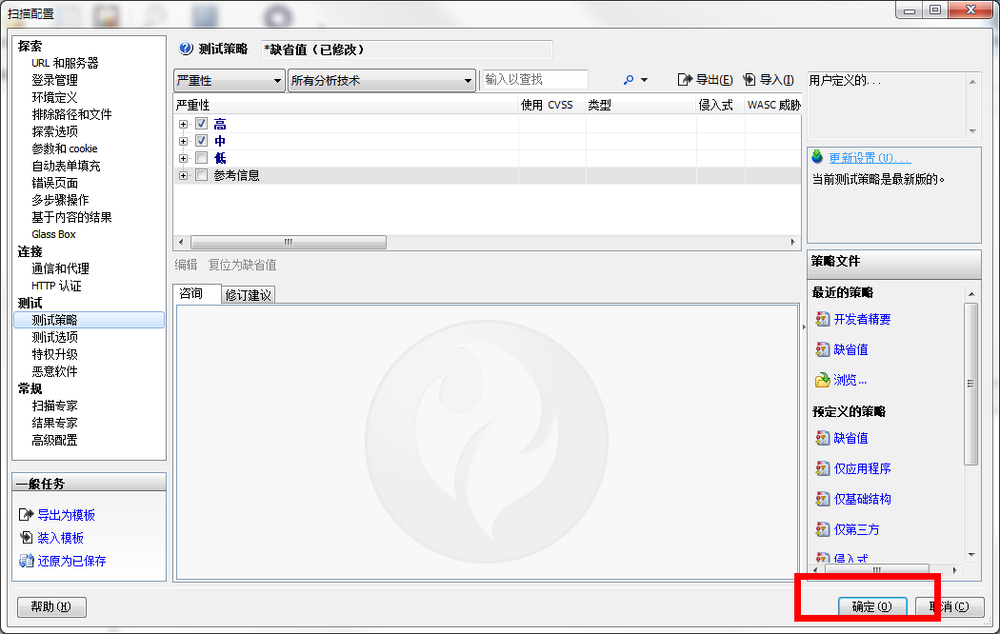 扫描配置
探索
URL 和服务器
登录管理
环境定义
排除路径和文件
探索选项
参数和 cookie
自动表单填充
错误页面
多步骤操作
基于内容的结果
Glass Box
连接
通信和代理
HTTP 认证
测试
测试策略
测试选项
特权升级
恶意软件
常规
扫描专家
结果专家
高级配置
一般任务
导出为模板
装入模板
还原为已保存
帮助(H)
测试策略 *缺省值（已修改）
严重性 所有分析技术 输入以查找 导出(E) 导入(I)
严重性 使用 CVSS 类型 侵入式 WASC 威胁
高
中
低
参考信息
编辑 复位为缺省值
咨询 修订建议
用户定义的...
更新设置(U)...
当前测试策略是最新版的。
策略文件
最近的策略
开发者精要
缺省值
浏览...
预定义的策略
缺省值
仅应用程序
仅基础结构
仅第三方
侵入式
确定(O) 取消(C)